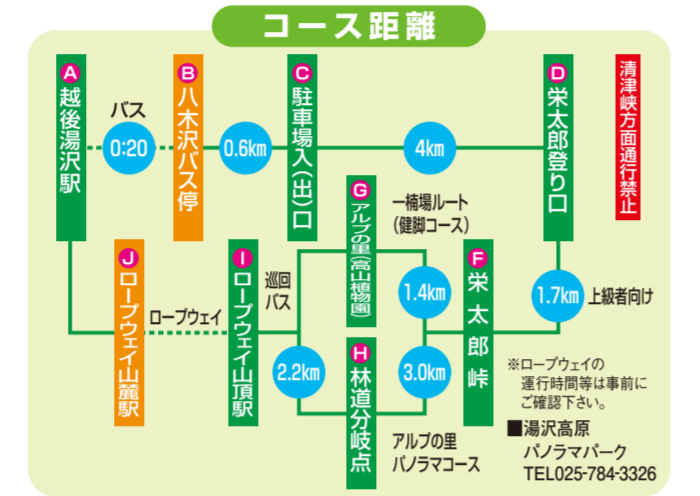 コース距離
A 越後湯沢駅
バス
0:20
B 八木沢バス停
0.6km
C 駐車場入(出)口
4km
D 栄太郎登り口
清津峡方面通行禁止
G アルプの里(高山植物園)
一楠場ルート
(健脚コース)
F 栄太郎峠
1.7km
上級者向け
J ロープウェイ山麓駅
ロープウェイ
I ロープウェイ山頂駅
巡回
バス
1.4km
2.2km
H 林道分岐点
3.0km
アルプの里
パノラマコース
※ロープウェイの
運行時間等は事前に
ご確認下さい。
■湯沢高原
パノラマパーク
TEL025-784-3326